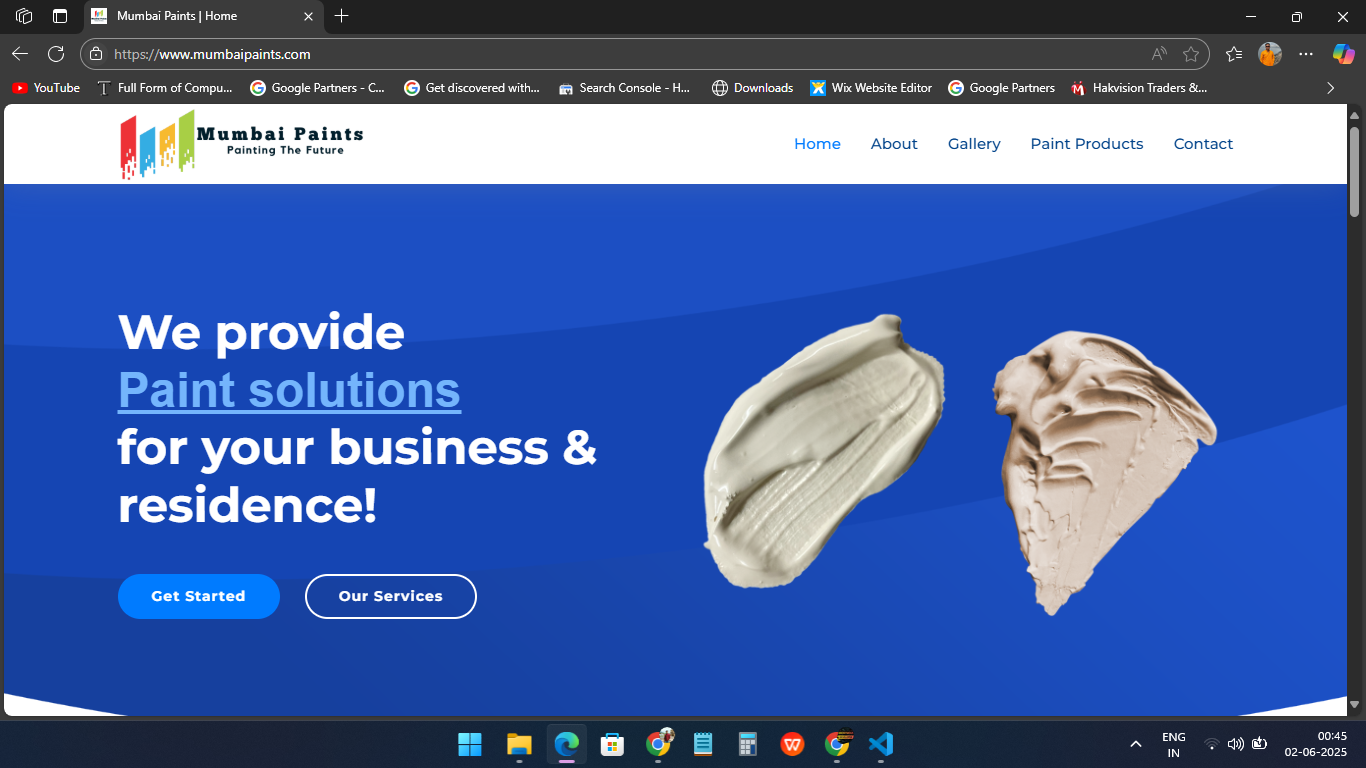 Mumbai Paints | Home
https://www.mumbaipaints.com
YouTube
Full Form of Compu...
Google Partners - C...
Get discovered with...
Search Console - H...
Downloads
Wix Website Editor
Google Partners
Hakvision Traders &...
Mumbai Paints
Painting The Future
Home
About
Gallery
Paint Products
Contact
We provide
Paint solutions
for your business &
residence!
Get Started
Our Services
ENG
IN
00:45
02-06-2025